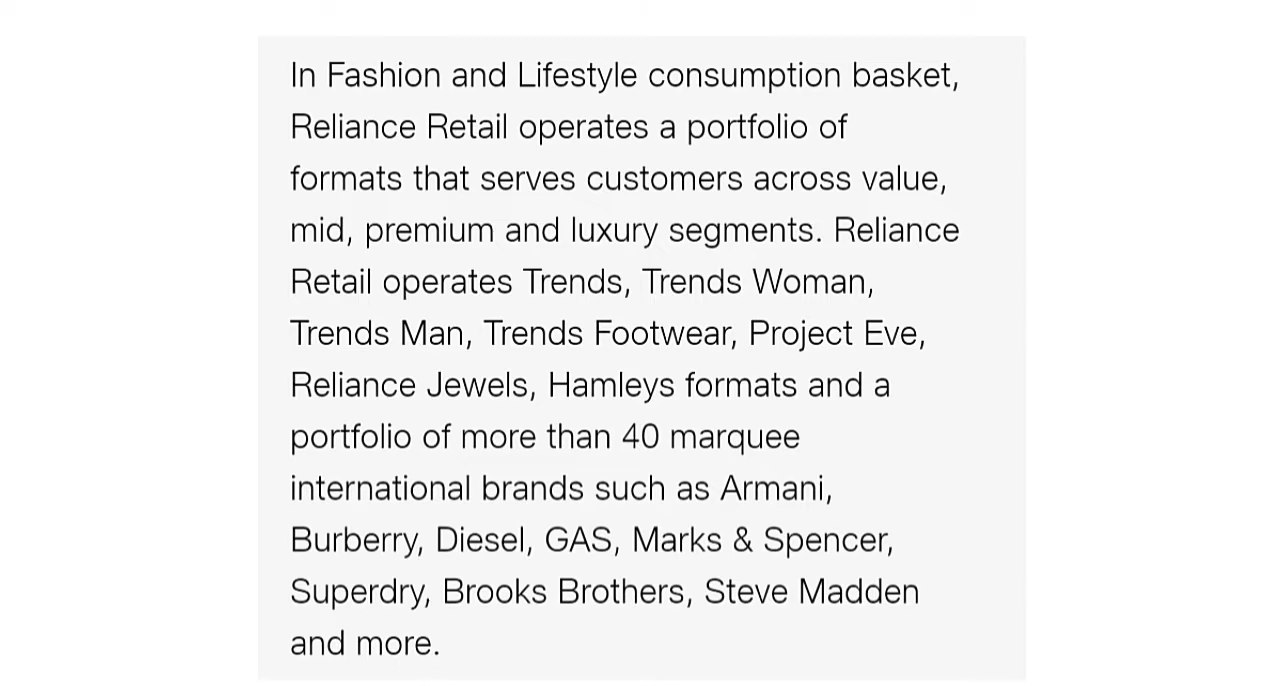 In Fashion and Lifestyle consumption basket,
Reliance Retail operates a portfolio of
formats that serves customers across value,
mid, premium and luxury segments. Reliance
Retail operates Trends, Trends Woman,
Trends Man, Trends Footwear, Project Eve,
Reliance Jewels, Hamleys formats and a
portfolio of more than 40 marquee
international brands such as Armani,
Burberry, Diesel, GAS, Marks & Spencer,
Superdry, Brooks Brothers, Steve Madden
and more.